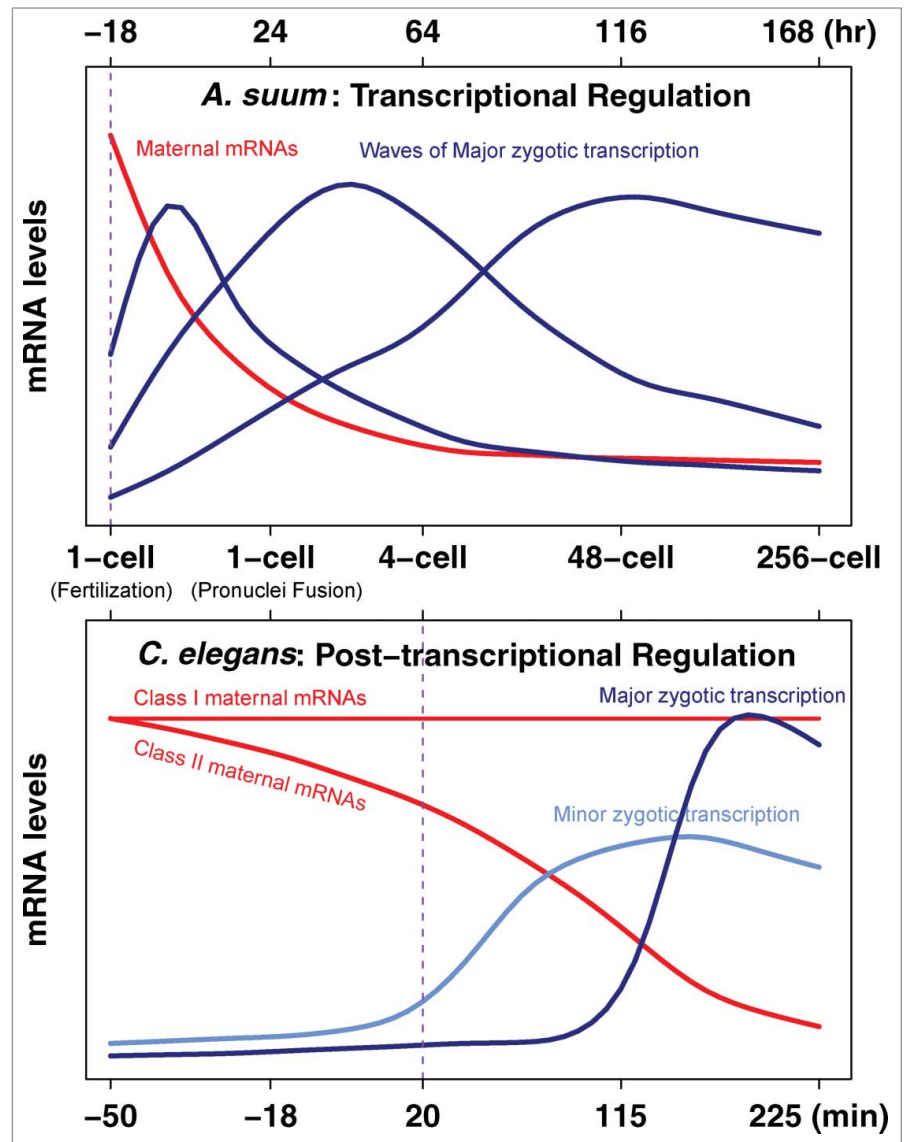 −18 24 64 116 168 (hr)
A. suum: Transcriptional Regulation
Maternal mRNAs Waves of Major zygotic transcription
mRNA levels
1−cell 1−cell 4−cell 48−cell 256−cell
(Fertilization) (Pronuclei Fusion)
C. elegans: Post−transcriptional Regulation
Class I maternal mRNAs Major zygotic transcription
Class II maternal mRNAs
Minor zygotic transcription
mRNA levels
−50 −18 20 115 225 (min)